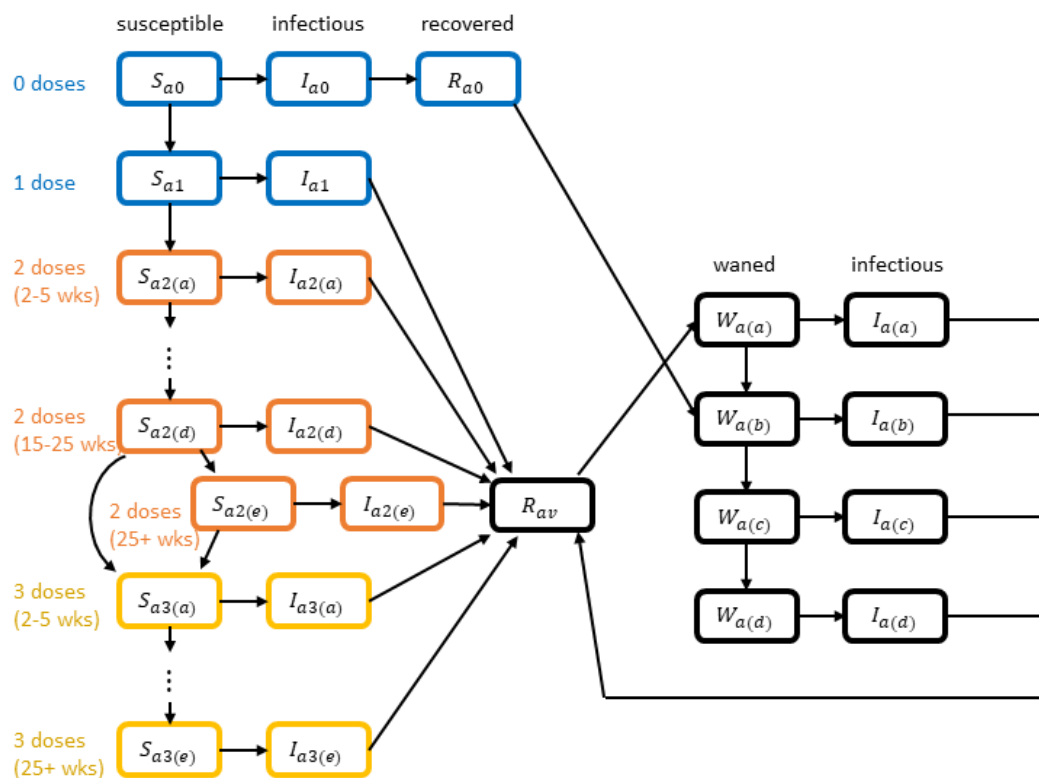 susceptible infectious recovered
0 doses S_{a0} I_{a0} R_{a0}
1 dose S_{a1} I_{a1}
2 doses
(2-5 wks) S_{a2(a)} I_{a2(a)}
waned infectious
W_{a(a)} I_{a(a)}
2 doses
(15-25 wks) S_{a2(d)} I_{a2(d)}
W_{a(b)} I_{a(b)}
2 doses
(25+ wks) S_{a2(e)} I_{a2(e)} R_{av}
W_{a(c)} I_{a(c)}
3 doses
(2-5 wks) S_{a3(a)} I_{a3(a)}
W_{a(d)} I_{a(d)}
3 doses
(25+ wks) S_{a3(e)} I_{a3(e)}